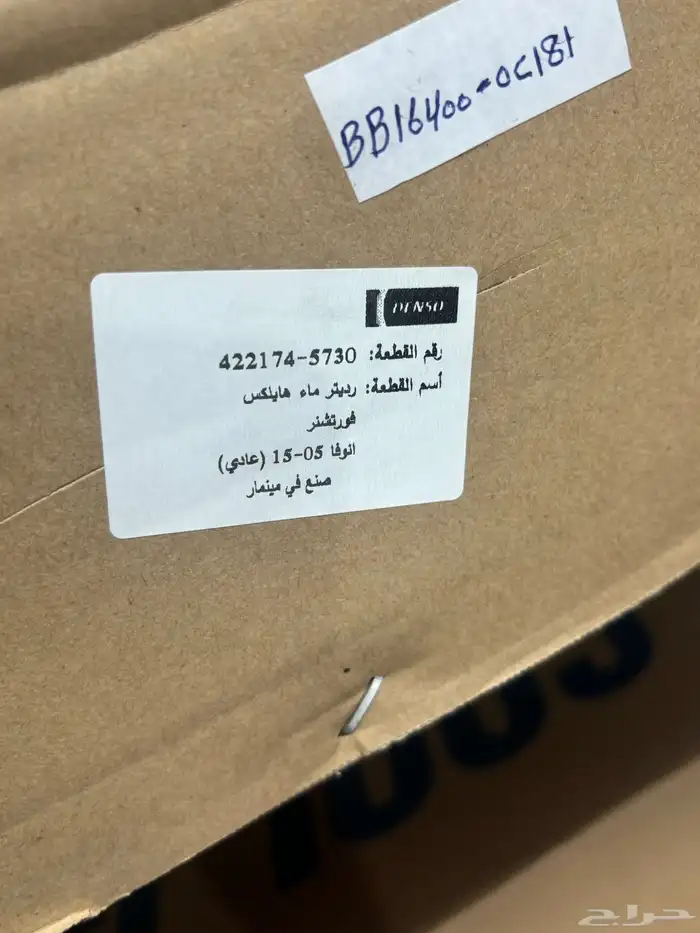 BB16400-0C181
DENSO
رقم القطعة: 422174-5730
أسم القطعة: رديتر ماء هايلكس
فورتشنر
انوفا 05-15 (عادي)
صنع في مينمار
حراج